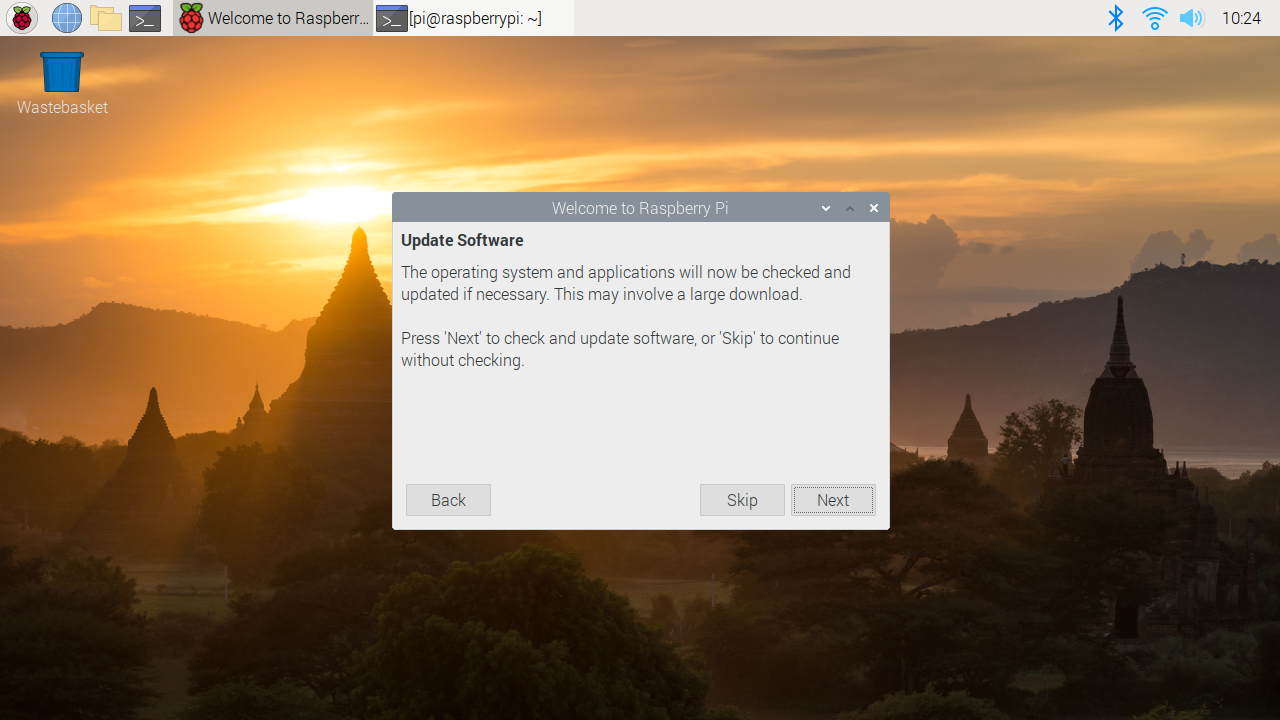 Welcome to Raspberr... [pi@raspberrypi: ~] 10:24
Wastebasket
Welcome to Raspberry Pi
Update Software
The operating system and applications will now be checked and
updated if necessary. This may involve a large download.
Press 'Next' to check and update software, or 'Skip' to continue
without checking.
Back Skip Next